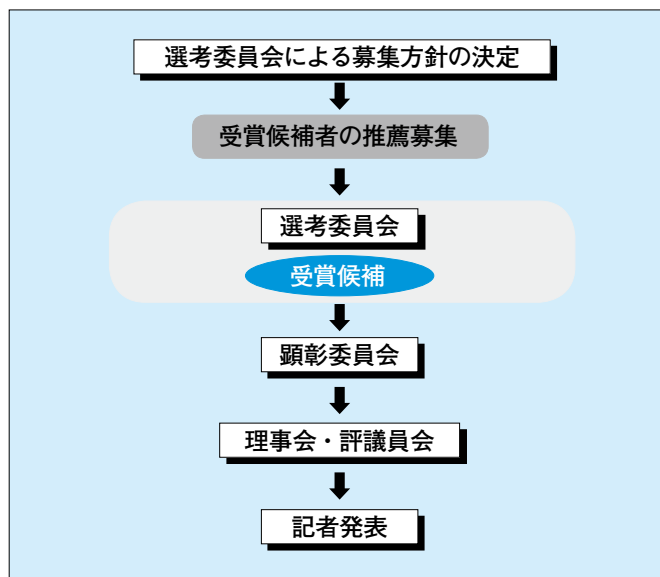 選考委員会による募集方針の決定
受賞候補者の推薦募集
選考委員会
受賞候補
顕彰委員会
理事会・評議員会
記者発表